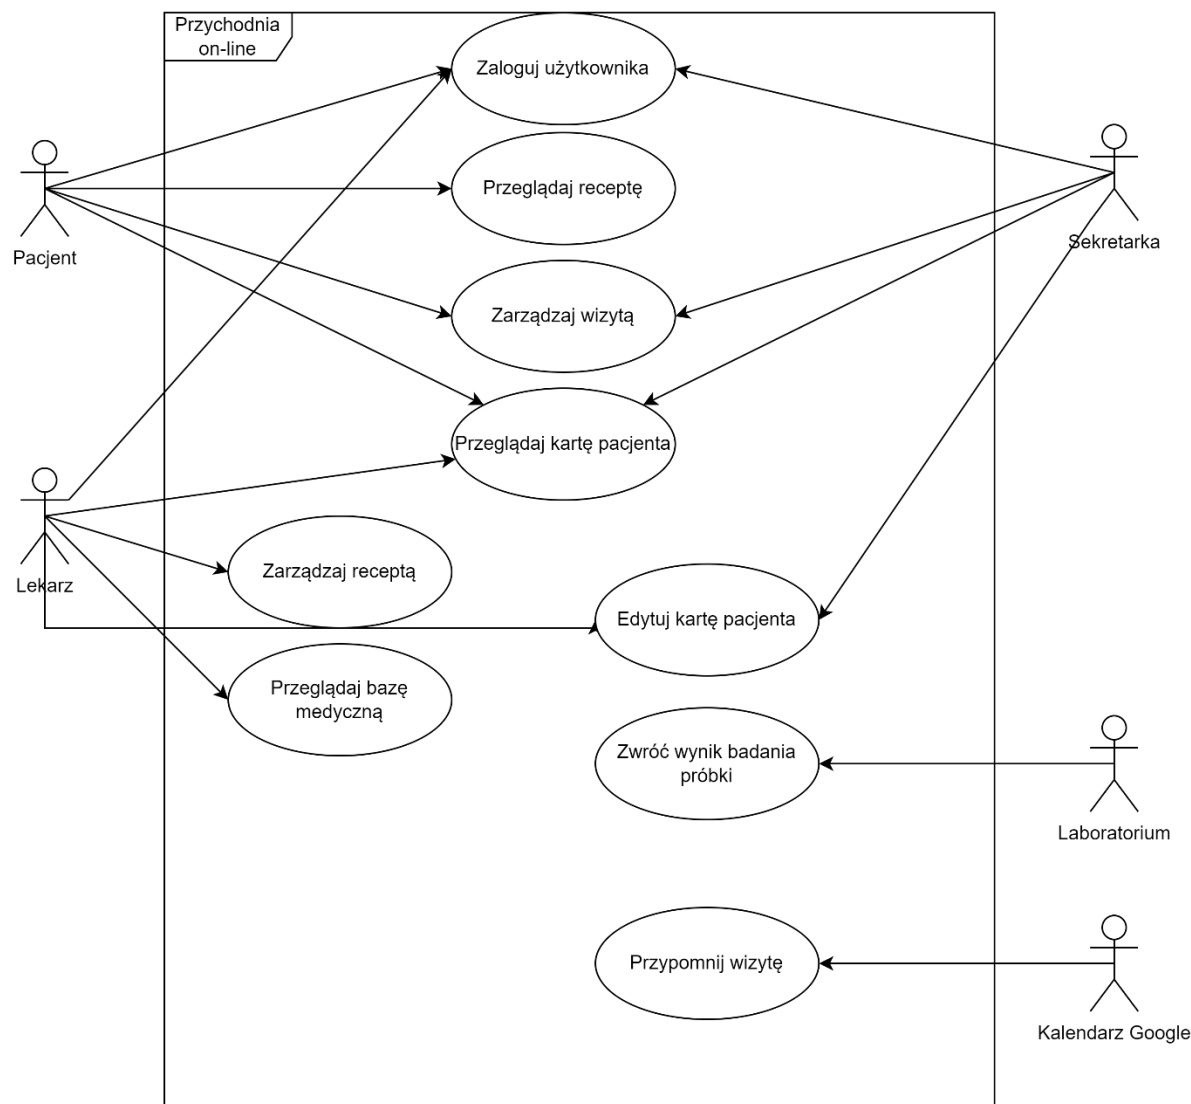 Przychodnia
on-line
Zaloguj użytkownika
Przeglądaj receptę
Pacjent
Sekretarka
Zarządzaj wizytą
Przeglądaj kartę pacjenta
Zarządzaj receptą
Lekarz
Edytuj kartę pacjenta
Przeglądaj bazę
medyczną
Zwróć wynik badania
próbki
Laboratorium
Przypomnij wizytę
Kalendarz Google